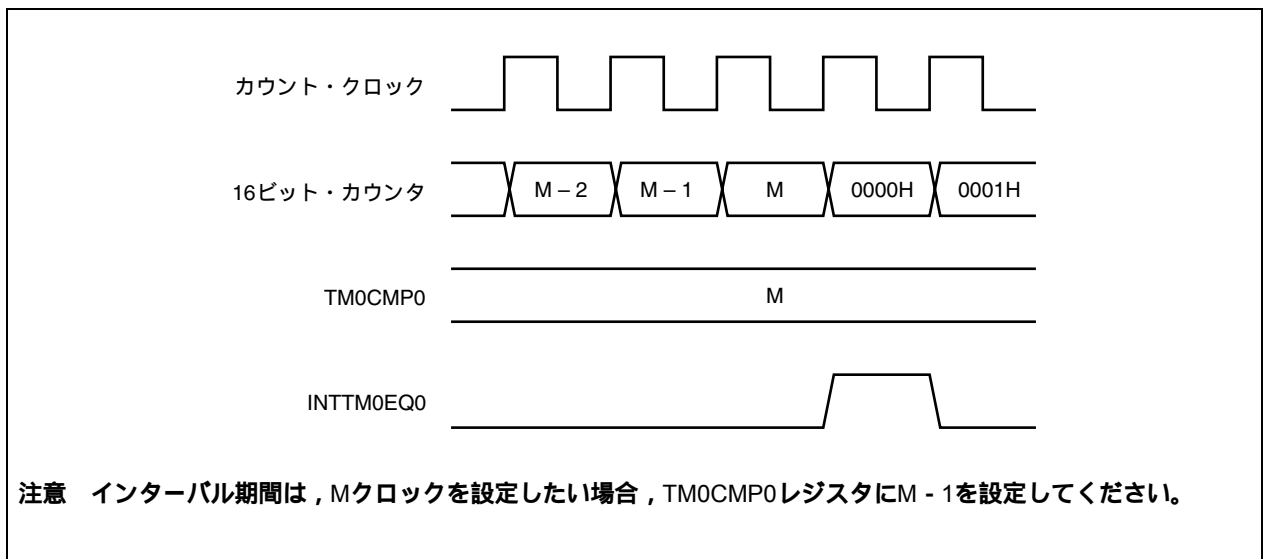 カウント・クロック
16ビット・カウンタ M – 2 M – 1 M 0000H 0001H
TM0CMP0 M
INTTM0EQ0
注意 インターバル期間は，Mクロックを設定したい場合，TM0CMP0レジスタにM - 1を設定してください。